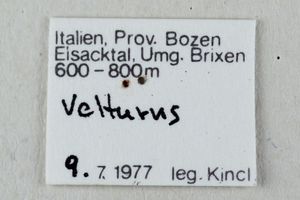 Italien, Prov. Bozen
Eisacktal, Umg. Brixen
600 - 800m
Velturns
9. 7. 1977 leg. Kincl